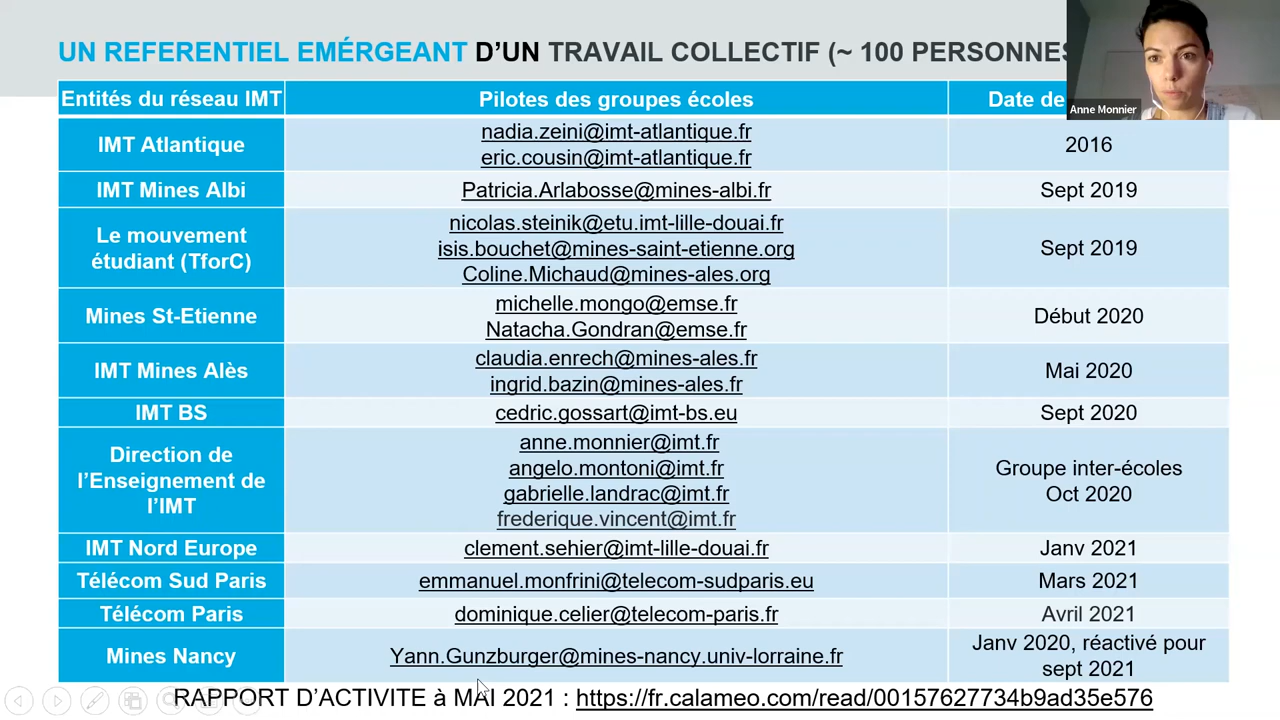 UN REFERENTIEL EMÉRGEANT D'UN TRAVAIL COLLECTIF (~ 100 PERSONNES
Anne Monnier
Entités du réseau IMT
Pilotes des groupes écoles
Date de
IMT Atlantique
nadia.zeini@imt-atlantique.fr
eric.cousin@imt-atlantique.fr
2016
IMT Mines Albi
Patricia.Arlabosse@mines-albi.fr
Sept 2019
Le mouvement
étudiant (TforC)
nicolas.steinik@etu.imt-lille-douai.fr
isis.bouchet@mines-saint-etienne.org
Coline.Michaud@mines-ales.org
Sept 2019
Mines St-Etienne
michelle.mongo@emse.fr
Natacha.Gondran@emse.fr
Début 2020
IMT Mines Alès
claudia.enrech@mines-ales.fr
ingrid.bazin@mines-ales.fr
Mai 2020
IMT BS
cedric.gossart@imt-bs.eu
Sept 2020
Direction de
l'Enseignement de
l'IMT
anne.monnier@imt.fr
angelo.montoni@imt.fr
gabrielle.landrac@imt.fr
frederique.vincent@imt.fr
Groupe inter-écoles
Oct 2020
IMT Nord Europe
clement.sehier@imt-lille-douai.fr
Janv 2021
Télécom Sud Paris
emmanuel.monfrini@telecom-sudparis.eu
Mars 2021
Télécom Paris
dominique.celier@telecom-paris.fr
Avril 2021
Mines Nancy
Yann.Gunzburger@mines-nancy.univ-lorraine.fr
Janv 2020, réactivé pour
sept 2021
RAPPORT D'ACTIVITE à MAI 2021 : https://fr.calameo.com/read/00157627734b9ad35e576